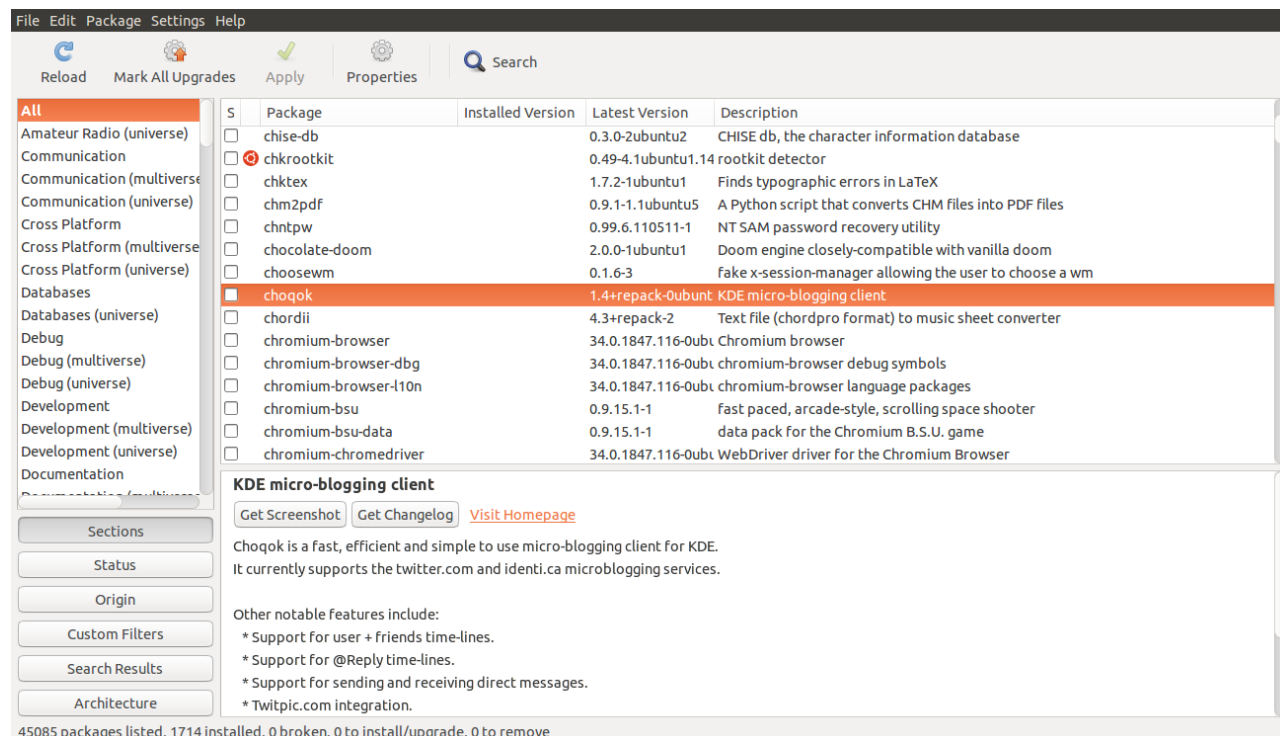 File Edit Package Settings Help
Reload Mark All Upgrades Apply Properties Search
All
Amateur Radio (universe)
Communication
Communication (multiverse
Communication (universe)
Cross Platform
Cross Platform (multiverse
Cross Platform (universe)
Databases
Databases (universe)
Debug
Debug (multiverse)
Debug (universe)
Development
Development (multiverse)
Development (universe)
Documentation
Sections
Status
Origin
Custom Filters
Search Results
Architecture
S Package Installed Version Latest Version Description
chise-db 0.3.0-2ubuntu2 CHISE db, the character information database
chkrootkit 0.49-4.1ubuntu1.14 rootkit detector
chktex 1.7.2-1ubuntu1 Finds typographic errors in LaTeX
chm2pdf 0.9.1-1.1ubuntu5 A Python script that converts CHM files into PDF files
chntpw 0.99.6.110511-1 NT SAM password recovery utility
chocolate-doom 2.0.0-1ubuntu1 Doom engine closely-compatible with vanilla doom
choosewm 0.1.6-3 fake x-session-manager allowing the user to choose a wm
choqok 1.4+repack-0ubunt KDE micro-blogging client
chordii 4.3+repack-2 Text file (chordpro format) to music sheet converter
chromium-browser 34.0.1847.116-0ubu Chromium browser
chromium-browser-dbg 34.0.1847.116-0ubu chromium-browser debug symbols
chromium-browser-l10n 34.0.1847.116-0ubu chromium-browser language packages
chromium-bsu 0.9.15.1-1 fast paced, arcade-style, scrolling space shooter
chromium-bsu-data 0.9.15.1-1 data pack for the Chromium B.S.U. game
chromium-chromedriver 34.0.1847.116-0ubu WebDriver driver for the Chromium Browser
KDE micro-blogging client
Get Screenshot Get Changelog Visit Homepage
Choqok is a fast, efficient and simple to use micro-blogging client for KDE.
It currently supports the twitter.com and identi.ca microblogging services.
Other notable features include:
* Support for user + friends time-lines.
* Support for @Reply time-lines.
* Support for sending and receiving direct messages.
* Twitpic.com integration.
45085 packages listed, 1714 installed, 0 broken, 0 to install/upgrade, 0 to remove